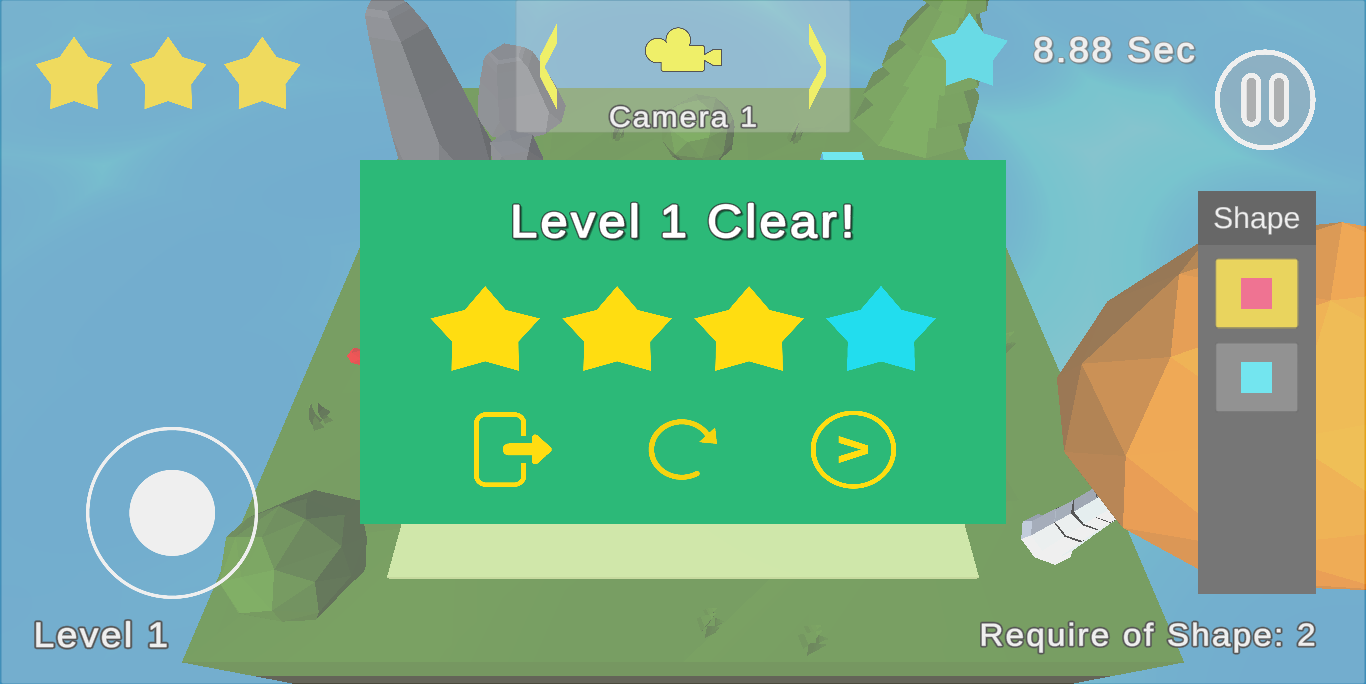 8.88 Sec
Camera 1
Level 1 Clear!
Shape
Level 1
Require of Shape: 2